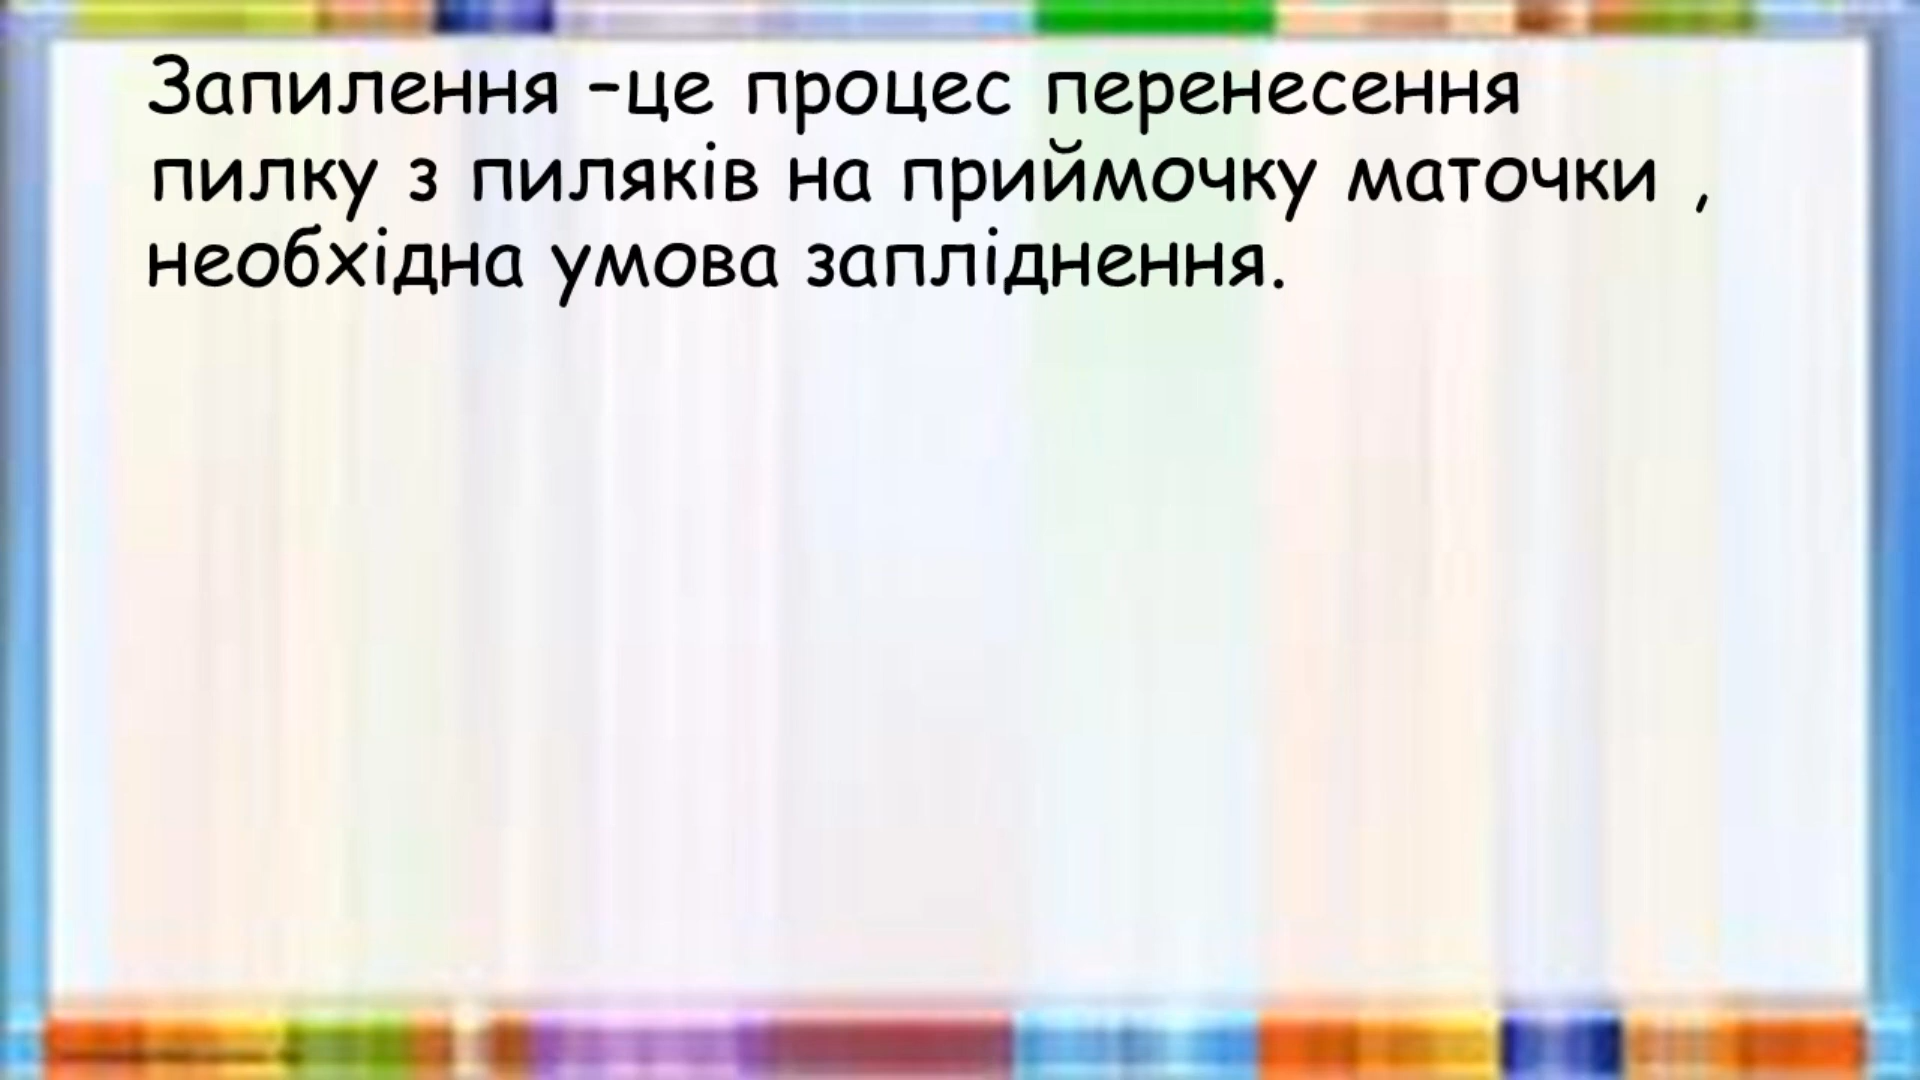 Запилення –це процес перенесення
пилку з пиляків на приймочку маточки ,
необхідна умова запліднення.